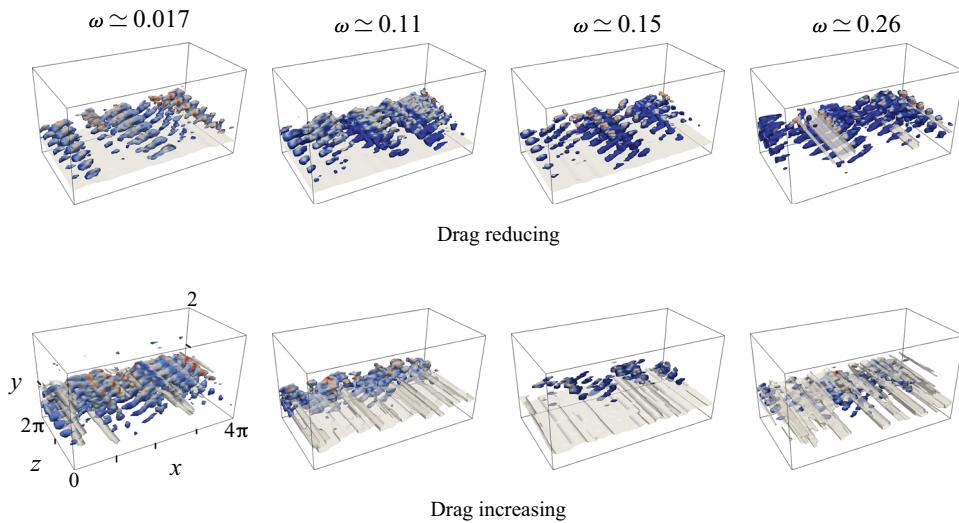 ω ≃ 0.017
ω ≃ 0.11
ω ≃ 0.15
ω ≃ 0.26
Drag reducing
2
y
2π
z
0
x
4π
Drag increasing